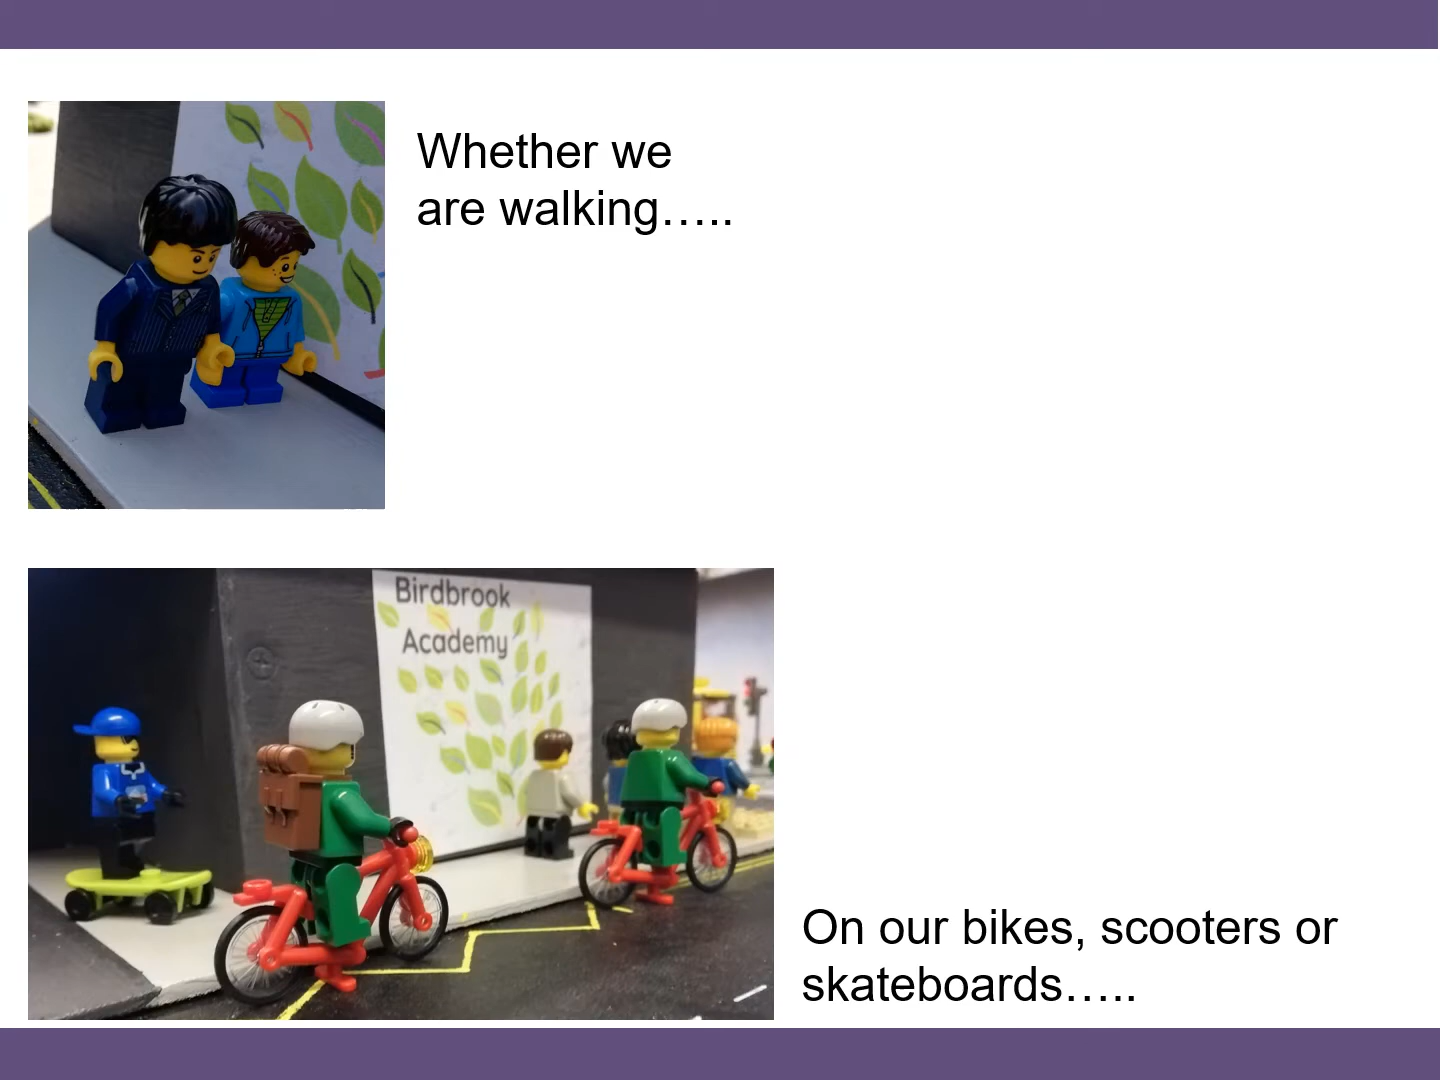 Whether we
are walking…..
Birdbrook
Academy
On our bikes, scooters or
skateboards…..